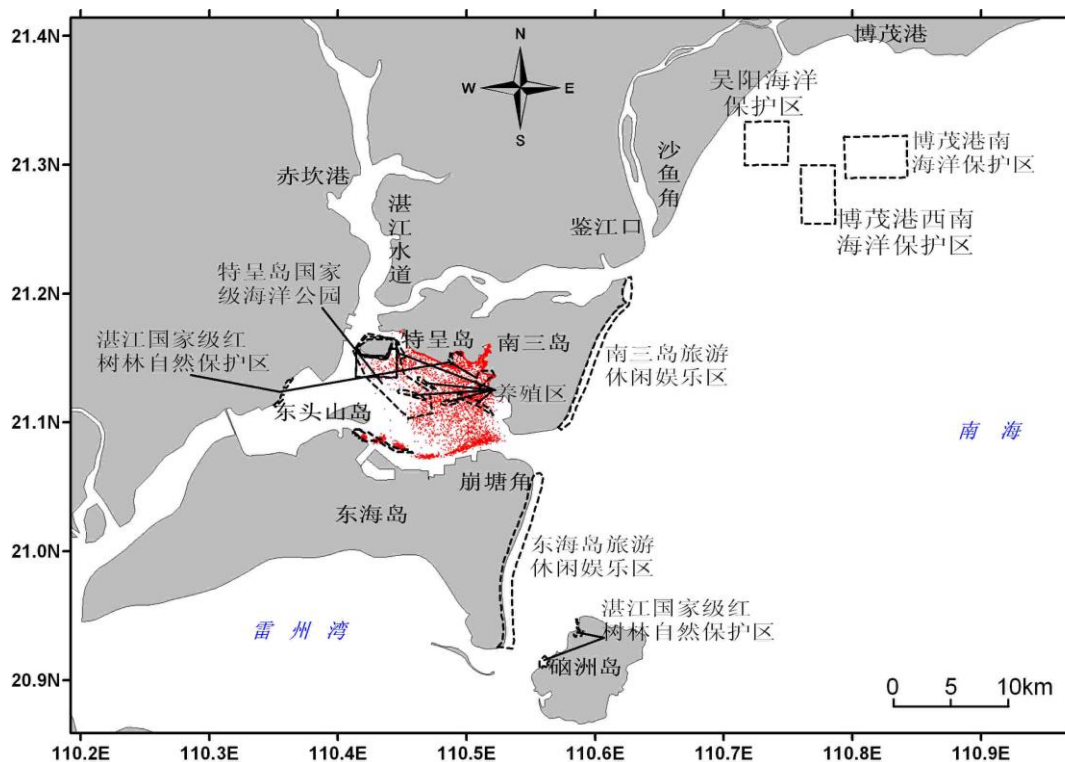 21.4N
21.3N
21.2N
21.1N
21.0N
20.9N
110.2E
110.3E
110.4E
110.5E
110.6E
110.7E
110.8E
110.9E
N
W
E
S
博茂港
吴阳海洋
保护区
博茂港南
海洋保护区
博茂港西南
海洋保护区
沙鱼角
鉴江口
赤坎港
湛江水道
特呈岛国家
级海洋公园
湛江国家级红
树林自然保护区
特呈岛
南三岛
养殖区
南三岛旅游
休闲娱乐区
东头山岛
南 海
崩塘角
东海岛
东海岛旅游
休闲娱乐区
雷 州 湾
湛江国家级红
树林自然保护区
硇洲岛
0 5 10km